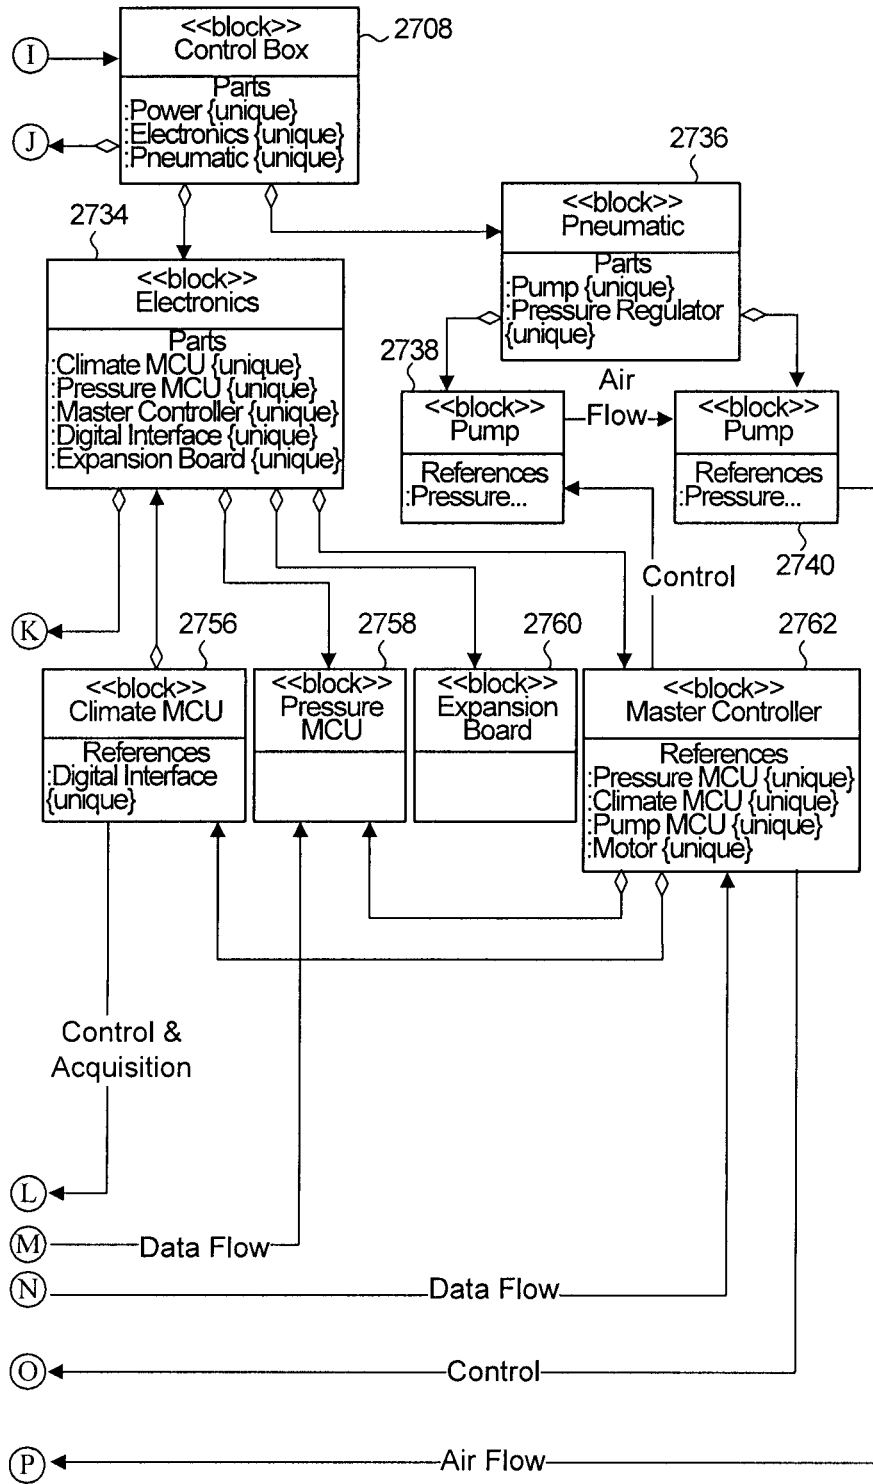 <<block>>
Control Box
2708
I
Parts
:Power {unique}
:Electronics {unique}
:Pneumatic {unique}
J
2736
<<block>>
Pneumatic
Parts
:Pump {unique}
:Pressure Regulator
{unique}
2734
<<block>>
Electronics
Parts
:Climate MCU {unique}
:Pressure MCU {unique}
:Master Controller {unique}
:Digital Interface {unique}
:Expansion Board {unique}
2738
<<block>>
Pump
References
:Pressure...
Air
Flow
<<block>>
Pump
References
:Pressure...
2740
Control
K
2756
<<block>>
Climate MCU
References
:Digital Interface
{unique}
2758
<<block>>
Pressure
MCU
2760
<<block>>
Expansion
Board
2762
<<block>>
Master Controller
References
:Pressure MCU {unique}
:Climate MCU {unique}
:Pump MCU {unique}
:Motor {unique}
Control &
Acquisition
L
M
Data Flow
N
Data Flow
O
Control
P
Air Flow